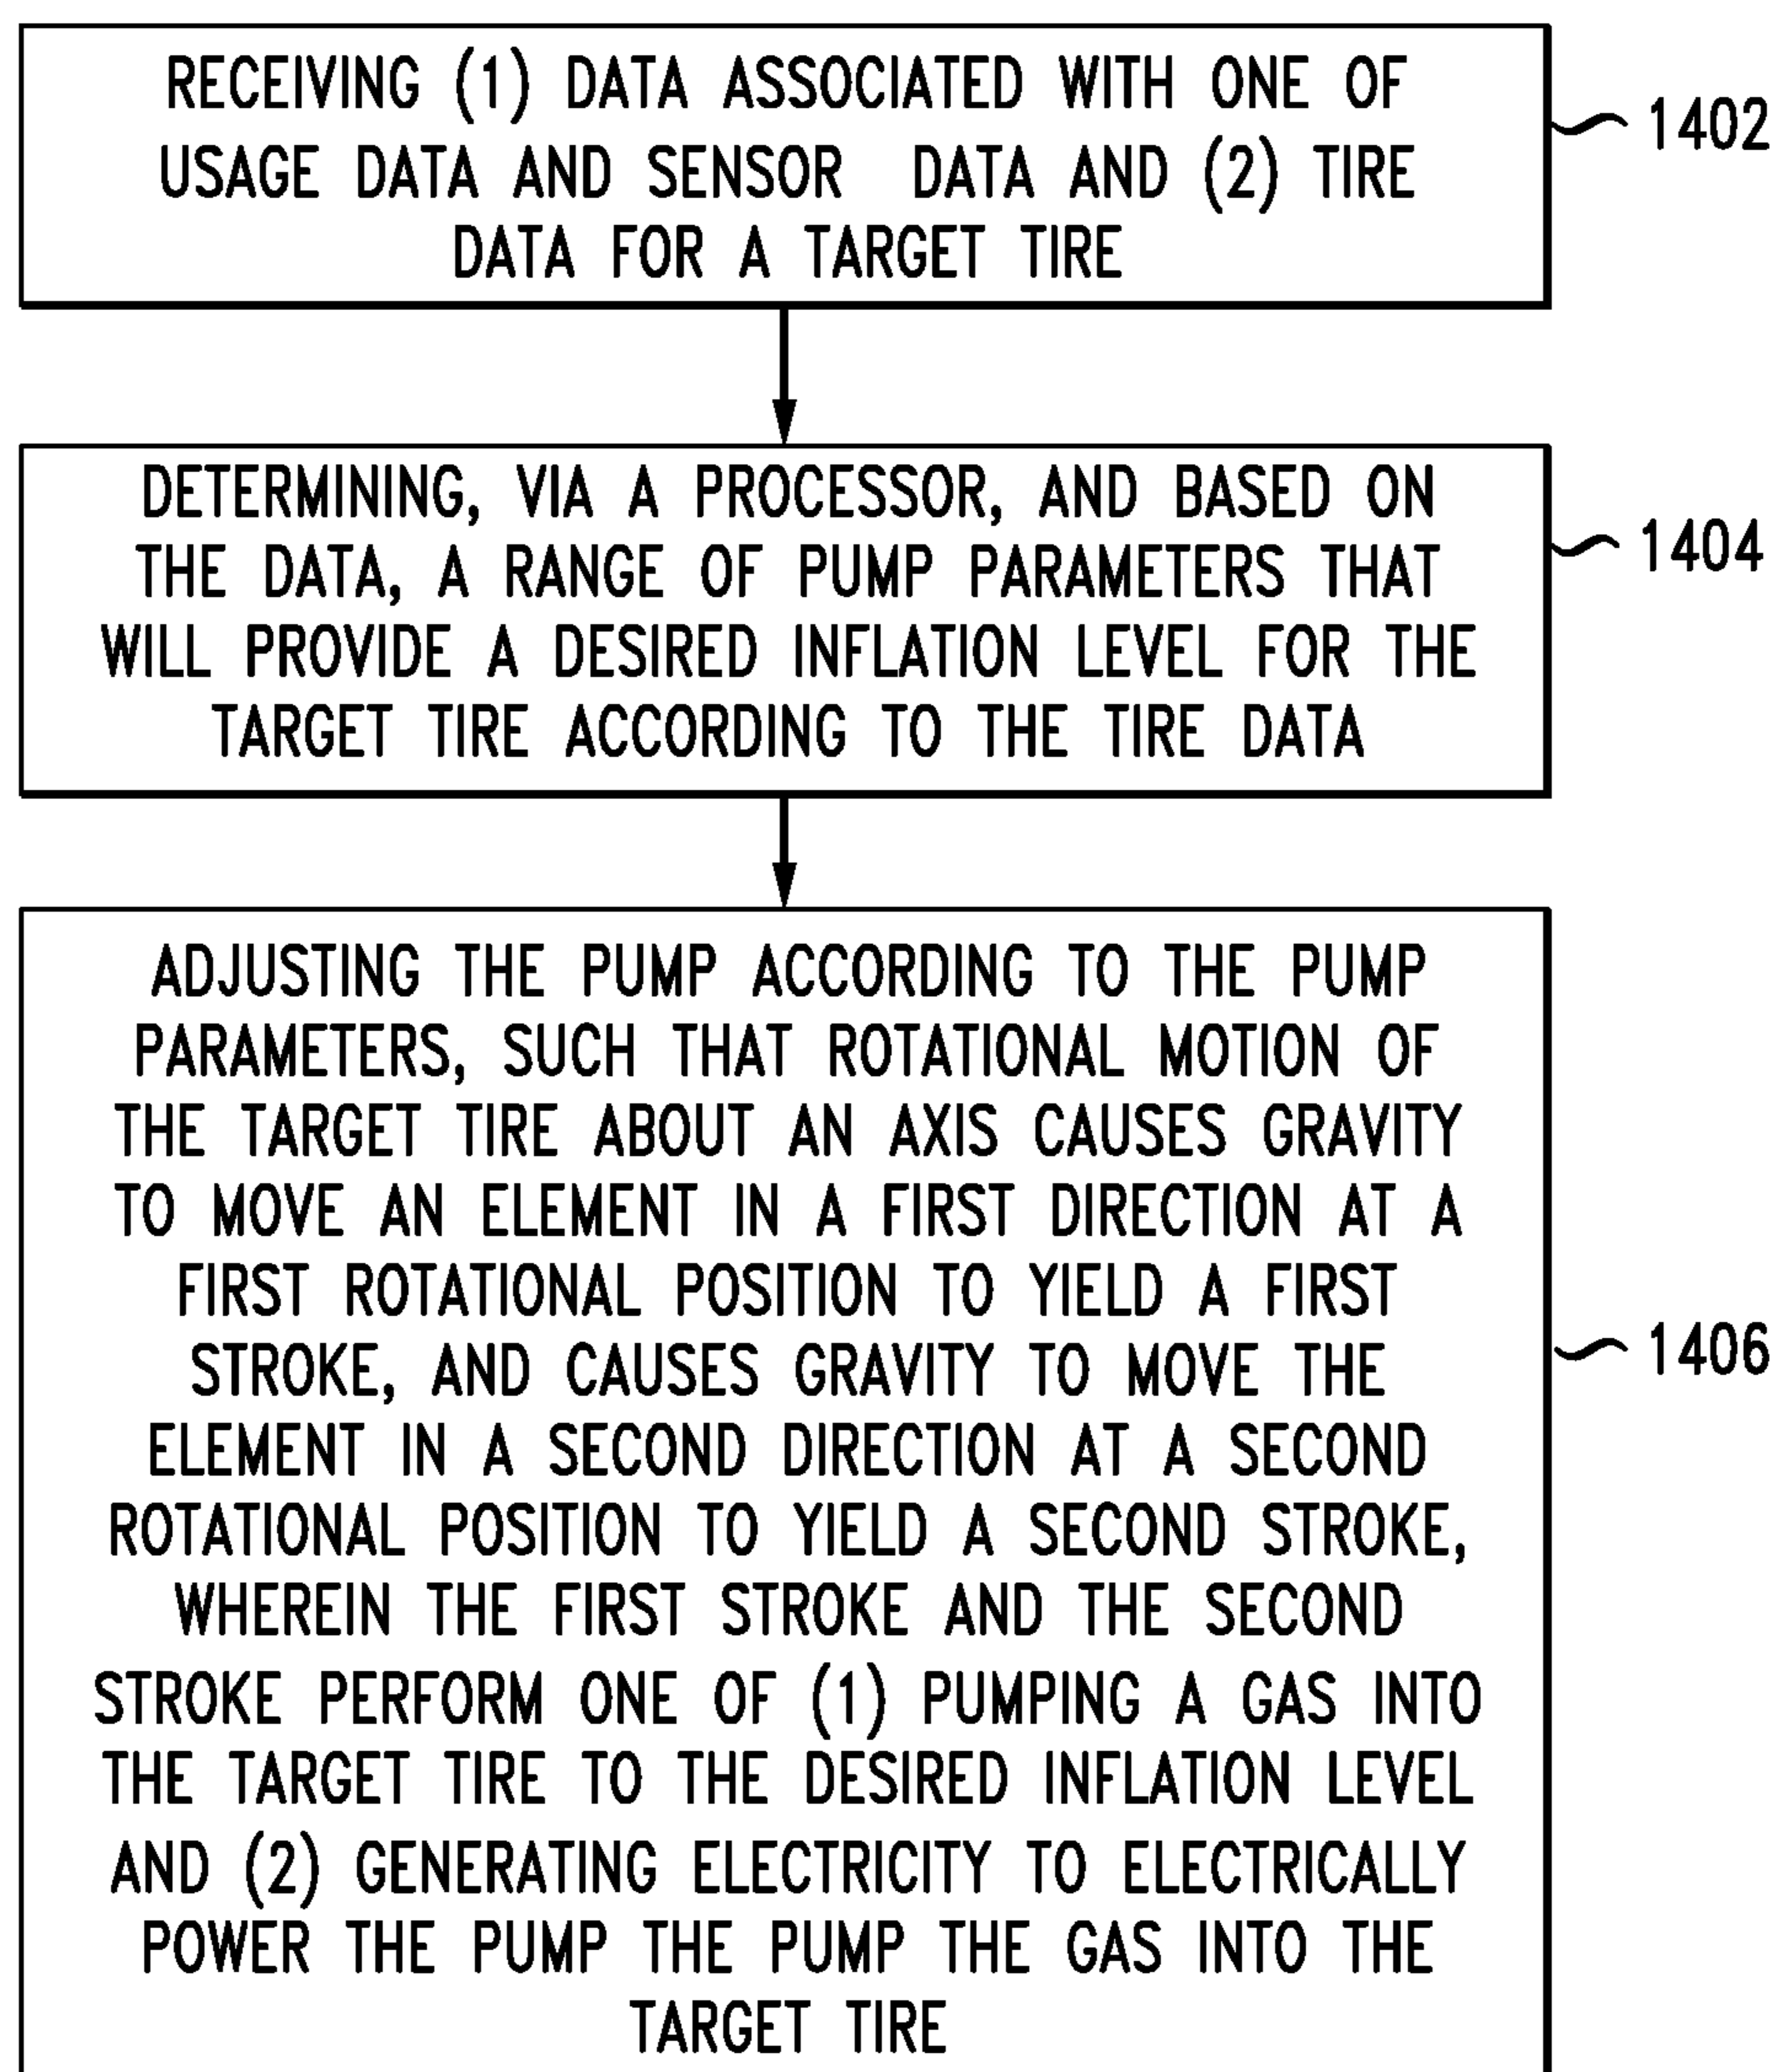 RECEIVING (1) DATA ASSOCIATED WITH ONE OF
USAGE DATA AND SENSOR DATA AND (2) TIRE
DATA FOR A TARGET TIRE
1402
DETERMINING, VIA A PROCESSOR, AND BASED ON
THE DATA, A RANGE OF PUMP PARAMETERS THAT
WILL PROVIDE A DESIRED INFLATION LEVEL FOR THE
TARGET TIRE ACCORDING TO THE TIRE DATA
1404
ADJUSTING THE PUMP ACCORDING TO THE PUMP
PARAMETERS, SUCH THAT ROTATIONAL MOTION OF
THE TARGET TIRE ABOUT AN AXIS CAUSES GRAVITY
TO MOVE AN ELEMENT IN A FIRST DIRECTION AT A
FIRST ROTATIONAL POSITION TO YIELD A FIRST
STROKE, AND CAUSES GRAVITY TO MOVE THE
ELEMENT IN A SECOND DIRECTION AT A SECOND
ROTATIONAL POSITION TO YIELD A SECOND STROKE,
WHEREIN THE FIRST STROKE AND THE SECOND
STROKE PERFORM ONE OF (1) PUMPING A GAS INTO
THE TARGET TIRE TO THE DESIRED INFLATION LEVEL
AND (2) GENERATING ELECTRICITY TO ELECTRICALLY
POWER THE PUMP THE PUMP THE GAS INTO THE
TARGET TIRE
1406